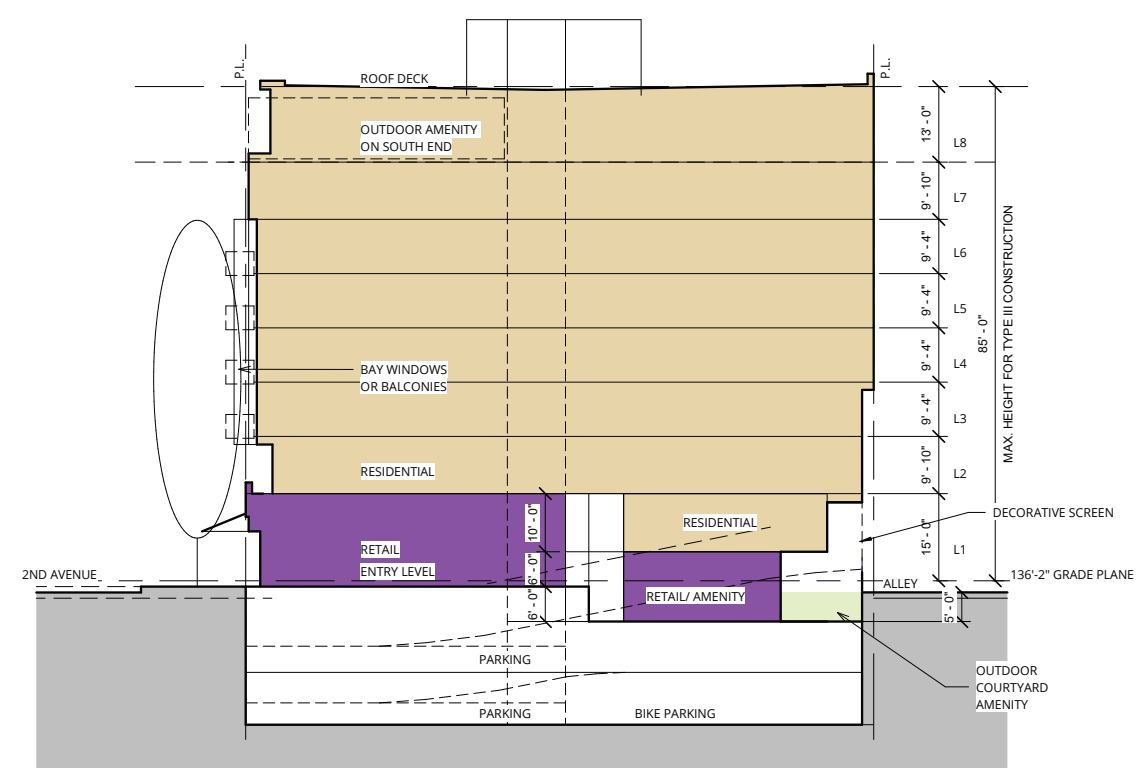 P.L.
P.L.
ROOF DECK
OUTDOOR AMENITY
ON SOUTH END
13' - 0"
L8
9' - 10"
L7
9' - 4"
L6
9' - 4"
L5
9' - 4"
L4
9' - 4"
L3
9' - 10"
L2
15' - 0"
L1
85' - 0"
MAX. HEIGHT FOR TYPE III CONSTRUCTION
BAY WINDOWS
OR BALCONIES
RESIDENTIAL
RESIDENTIAL
DECORATIVE SCREEN
10' - 0"
6' - 0"
6' - 0"
RETAIL
ENTRY LEVEL
2ND AVENUE
RETAIL/ AMENITY
ALLEY
136'-2" GRADE PLANE
5' - 0"
PARKING
PARKING
BIKE PARKING
OUTDOOR
COURTYARD
AMENITY